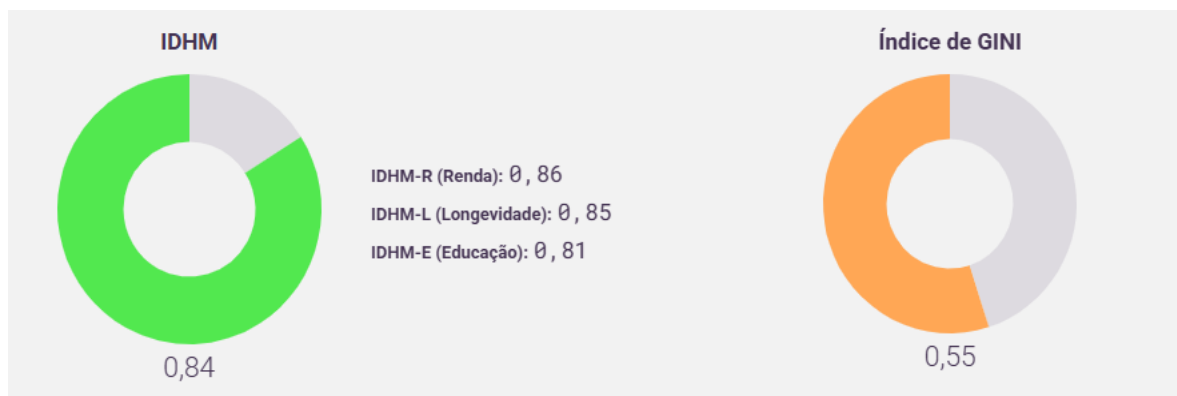 IDHM
0,84
IDHM-R (Renda): 0,86
IDHM-L (Longevidade): 0,85
IDHM-E (Educação): 0,81
Índice de GINI
0,55